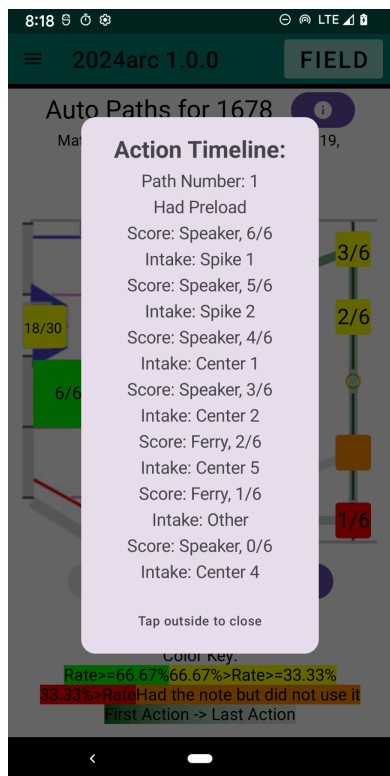 8:18
LTE
2024arc 1.0.0
FIELD
Auto Paths for 1678
19,
Action Timeline:
Path Number: 1
Had Preload
Score: Speaker, 6/6
Intake: Spike 1
Score: Speaker, 5/6
Intake: Spike 2
Score: Speaker, 4/6
Intake: Center 1
Score: Speaker, 3/6
Intake: Center 2
Score: Ferry, 2/6
Intake: Center 5
Score: Ferry, 1/6
Intake: Other
Score: Speaker, 0/6
Intake: Center 4
Tap outside to close
3/6
18/30
2/6
6/6
1/6
Color Key:
Rate>=66.67%66.67%>Rate>=33.33%
33.33%>RateHad the note but did not use it
First Action -> Last Action